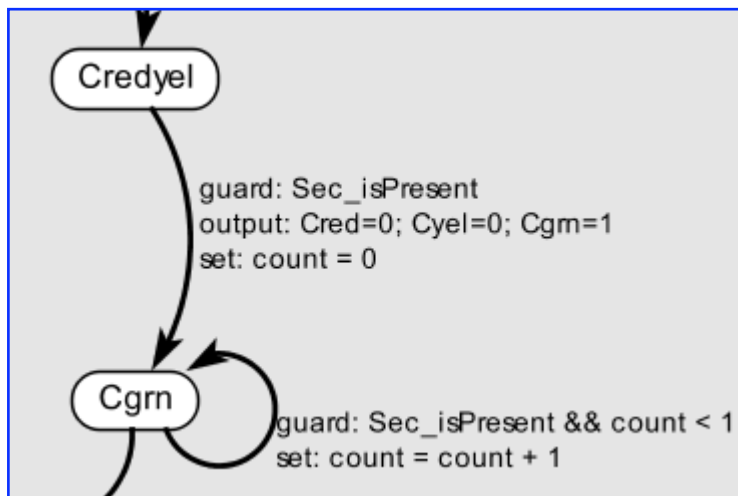 Credyel
guard: Sec_isPresent
output: Cred=0; Cyel=0; Cgrn=1
set: count = 0
Cgrn
guard: Sec_isPresent && count < 1
set: count = count + 1